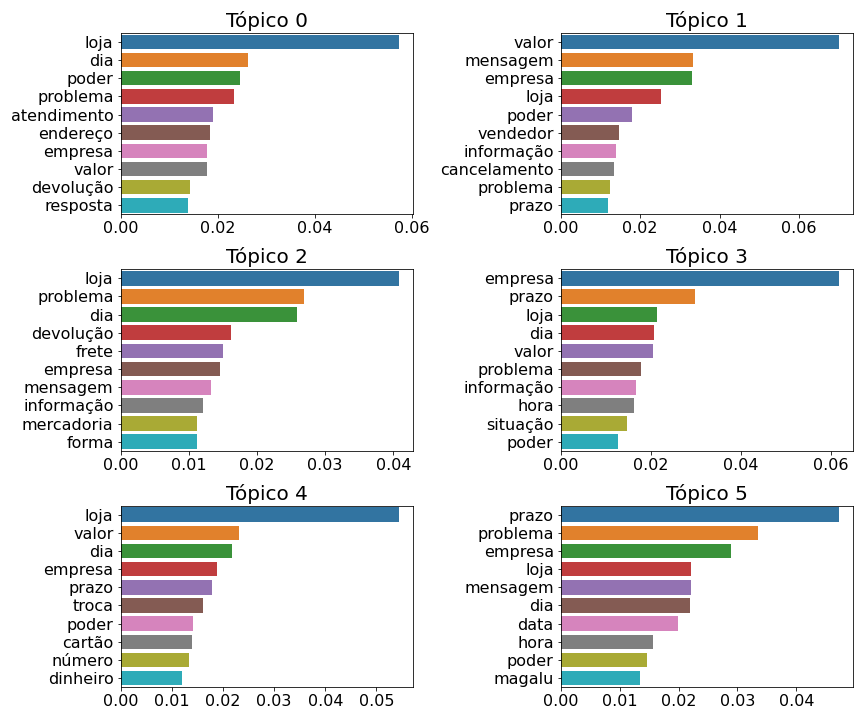 Tópico 0
loja
dia
poder
problema
atendimento
endereço
empresa
valor
devolução
resposta
0.00 0.02 0.04 0.06
Tópico 1
valor
mensagem
empresa
loja
poder
vendedor
informação
cancelamento
problema
prazo
0.00 0.02 0.04 0.06
Tópico 2
loja
problema
dia
devolução
frete
empresa
mensagem
informação
mercadoria
forma
0.00 0.01 0.02 0.03 0.04
Tópico 3
empresa
prazo
loja
dia
valor
problema
informação
hora
situação
poder
0.00 0.02 0.04 0.06
Tópico 4
loja
valor
dia
empresa
prazo
troca
poder
cartão
número
dinheiro
0.00 0.01 0.02 0.03 0.04 0.05
Tópico 5
prazo
problema
empresa
loja
mensagem
dia
data
hora
poder
magalu
0.00 0.01 0.02 0.03 0.04